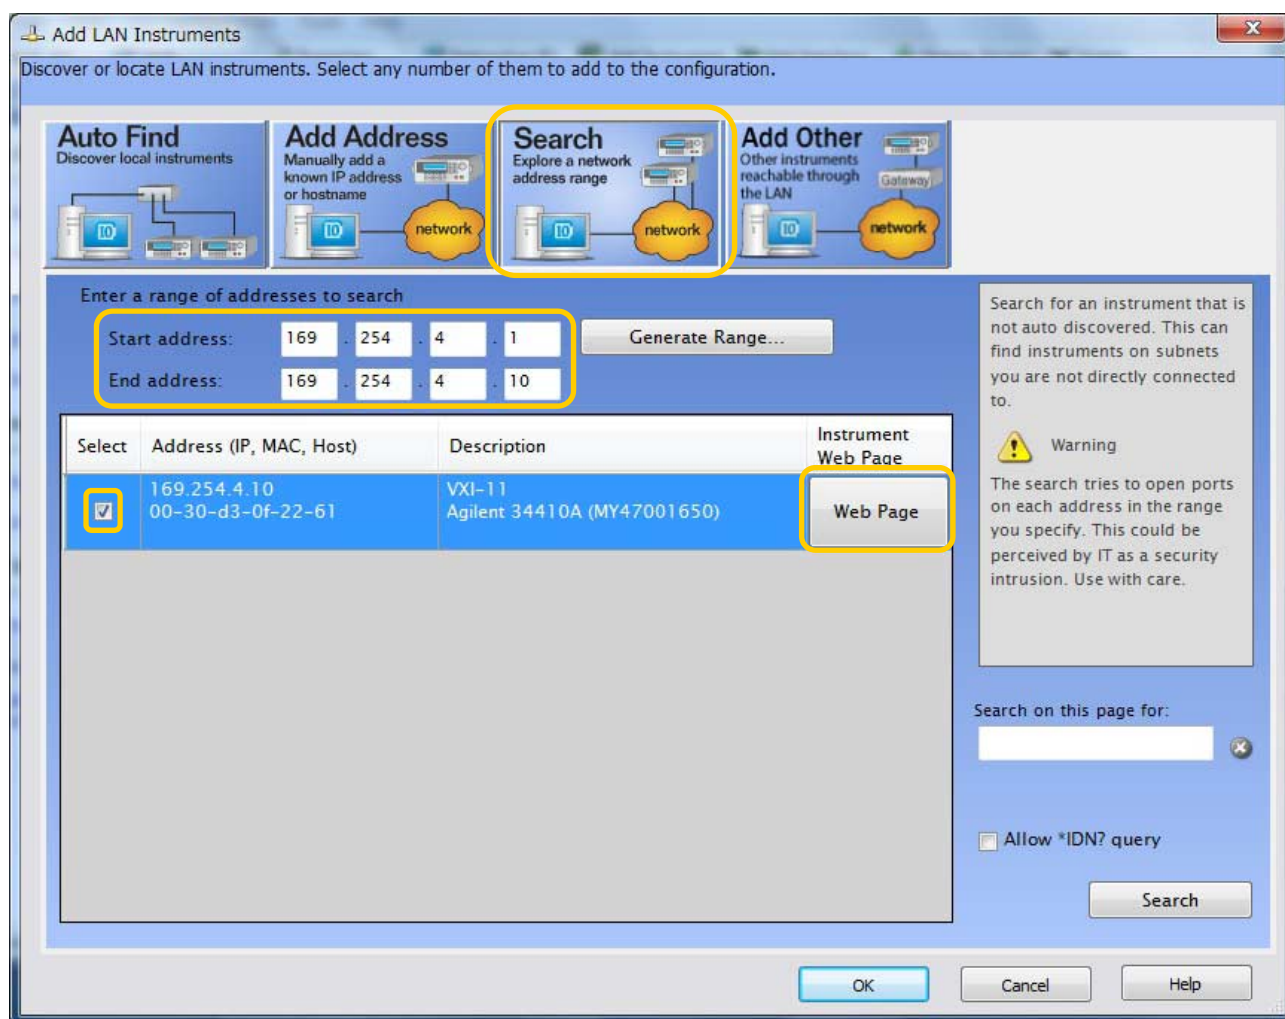 Add LAN Instruments
Discover or locate LAN instruments. Select any number of them to add to the configuration.
Auto Find
Discover local instruments
IO
Add Address
Manually add a
known IP address
or hostname
IO
network
Search
Explore a network
address range
IO
network
Add Other
Other instruments
reachable through
the LAN
Gateway
IO
network
Enter a range of addresses to search
Start address: 169 . 254 . 4 . 1 Generate Range...
End address: 169 . 254 . 4 . 10
Select Address (IP, MAC, Host) Description Instrument
Web Page
169.254.4.10 VXI-11
00-30-d3-0f-22-61 Agilent 34410A (MY47001650) Web Page
Search for an instrument that is
not auto discovered. This can
find instruments on subnets
you are not directly connected
to.
Warning
The search tries to open ports
on each address in the range
you specify. This could be
perceived by IT as a security
intrusion. Use with care.
Search on this page for:
Allow *IDN? query
Search
OK Cancel Help